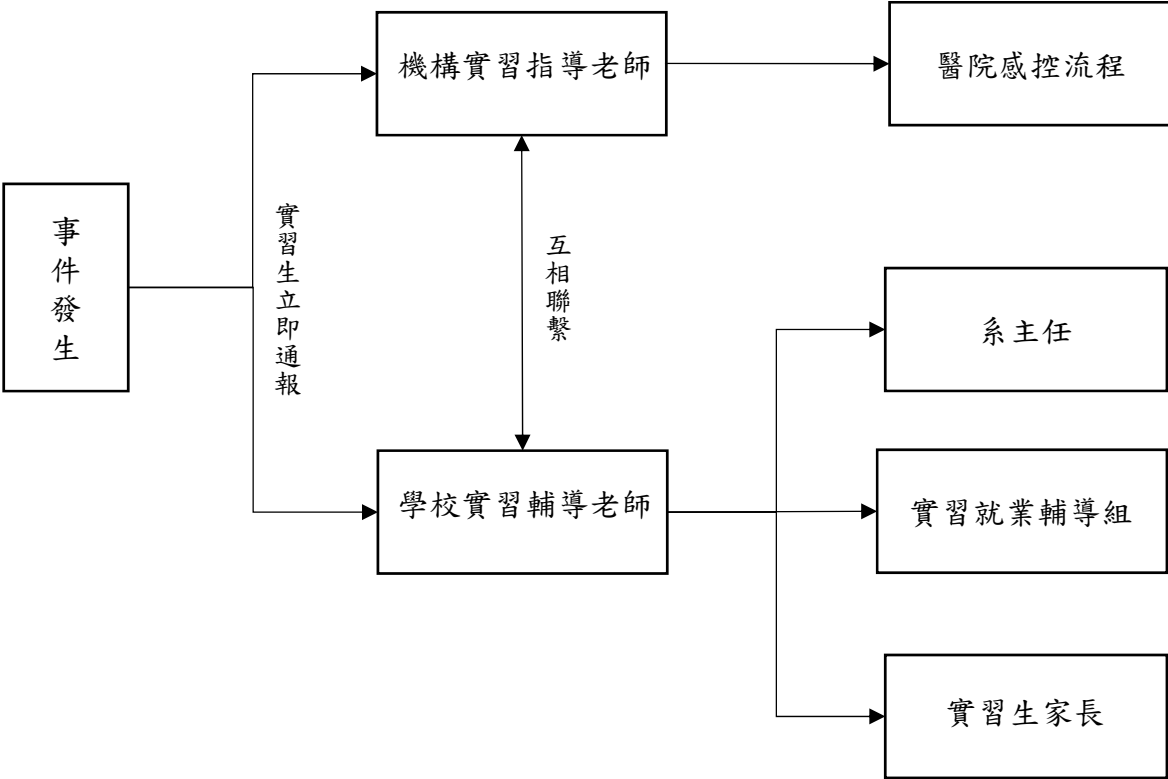 事件發生
實習生立即通報
機構實習指導老師
醫院感控流程
互相聯繫
學校實習輔導老師
系主任
實習就業輔導組
實習生家長